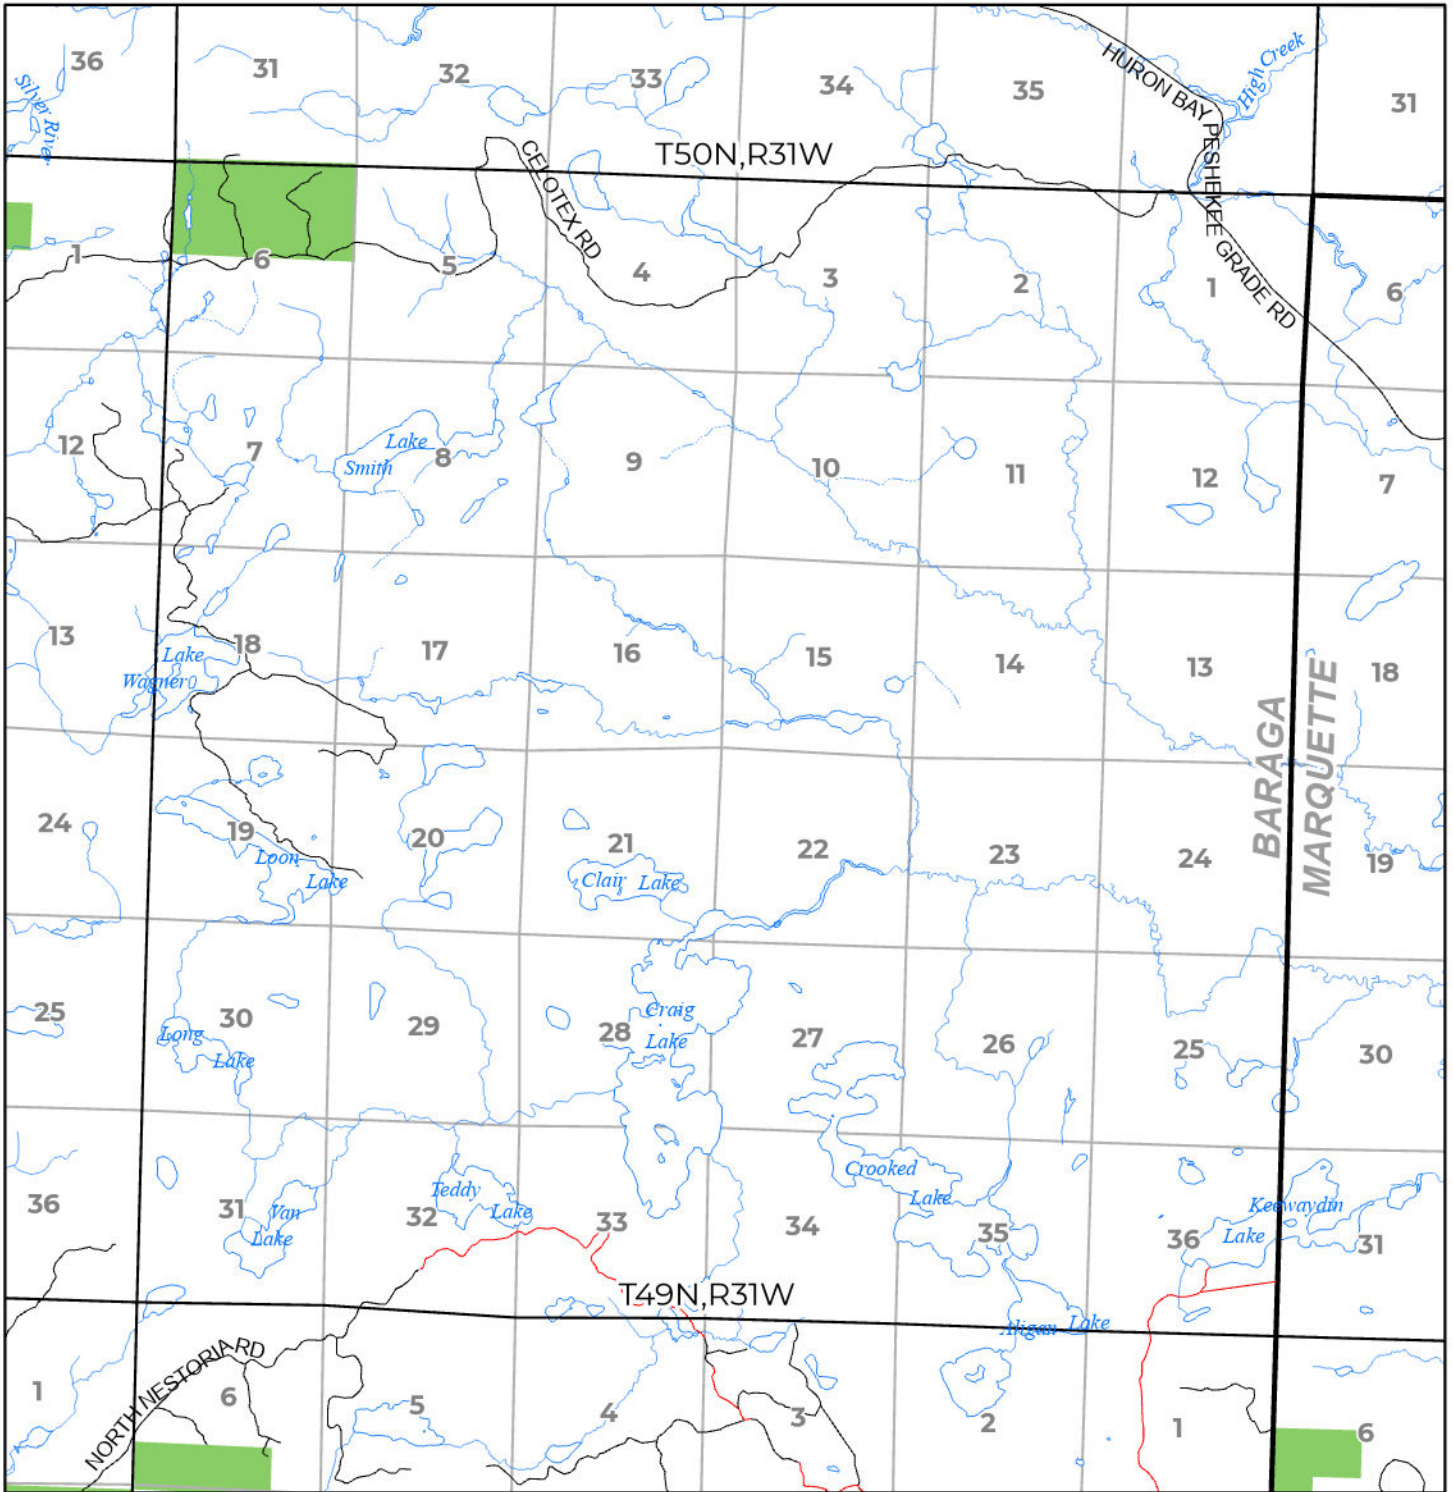 36
31
32
33
34
35
31
Silver River
HURON BAY PESHEKEE GRADE RD
High Creek
T50N,R31W
CELOTEX RD
1
6
5
4
3
2
1
6
12
7
Lake
Smith
8
9
10
11
12
7
13
18
17
16
15
14
13
18
Lake
Wagner
BARAGA
MARQUETTE
24
19
20
21
22
23
24
19
Loon
Lake
Clair Lake
25
30
29
28
27
26
25
30
Long
Lake
Craig
Lake
36
31
32
33
34
35
36
31
Van
Lake
Teddy
Lake
Crooked
Lake
Keewaydin
Lake
T49N,R31W
Aligan Lake
NORTH NESTORIA RD
1
6
5
4
3
2
1
6